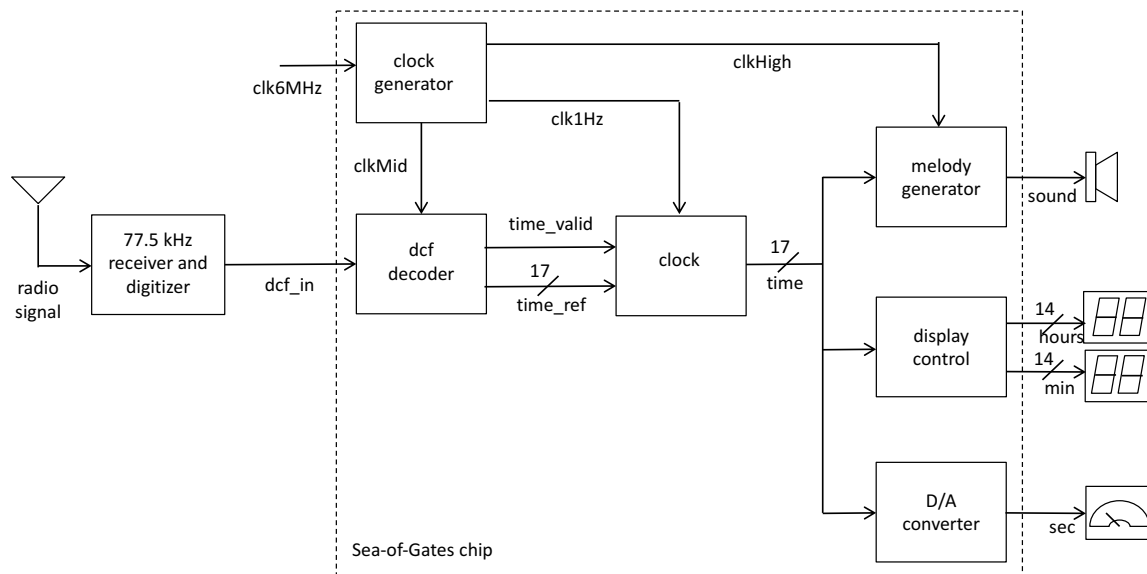 clk6MHz
clock
generator
clkHigh
clk1Hz
clkMid
melody
generator
sound
radio
signal
77.5 kHz
receiver and
digitizer
dcf_in
dcf
decoder
time_valid
17
time_ref
clock
17
time
display
control
14
hours
14
min
D/A
converter
sec
Sea-of-Gates chip